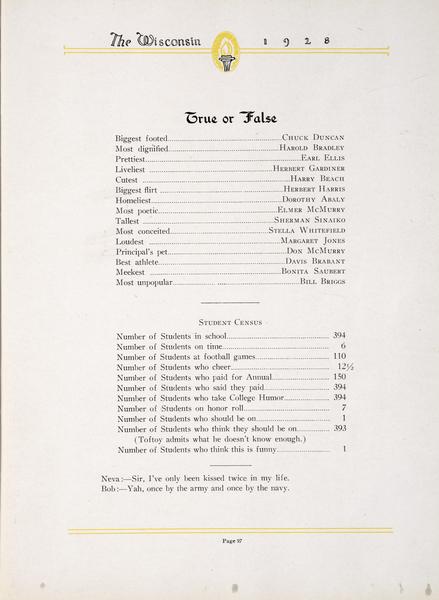 The Wisconsin 1928
True or False
Biggest footed....................CHUCK DUNCAN
Most dignified....................HAROLD BRADLEY
Prettiest....................EARL ELLIS
Liveliest ....................HERBERT GARDINER
Cutest ....................HARRY BEACH
Biggest flirt ....................HERBERT HARRIS
Homeliest....................DOROTHY ABALY
Most poetic....................ELMER MCMURRY
Tallest ....................SHERMAN SINAIKO
Most conceited....................STELLA WHITEFIELD
Loudest ....................MARGARET JONES
Principal's pet....................DON MCMURRY
Best athlete....................DAVIS BRABANT
Meekest ....................BONITA SAUBERT
Most unpopular....................BILL BRIGGS
STUDENT CENSUS
Number of Students in school.................... 394
Number of Students on time.................... 6
Number of Students at football games.................... 110
Number of Students who cheer.................... 12½
Number of Students who paid for Annual.................... 150
Number of Students who said they paid.................... 394
Number of Students who take College Humor.................... 394
Number of Students on honor roll.................... 7
Number of Students who should be on.................... 1
Number of Students who think they should be on.................... 393
(Toftoy admits what he doesn't know enough.)
Number of Students who think this is funny.................... 1
Neva:—Sir, I've only been kissed twice in my life.
Bob:—Yah, once by the army and once by the navy.
Page 97